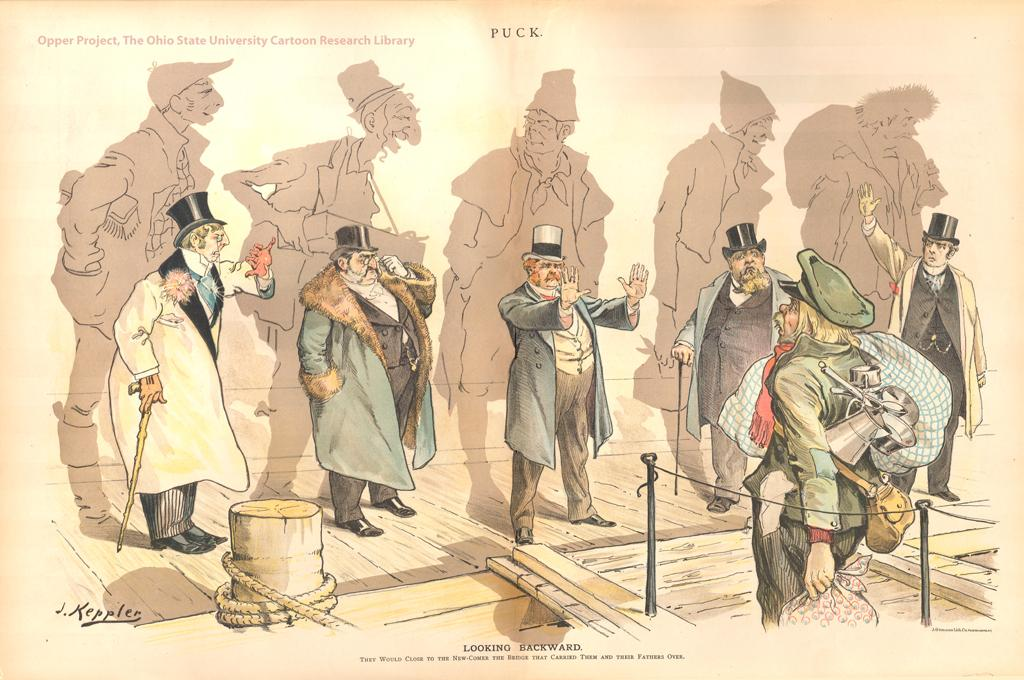 PUCK.
Opper Project, The Ohio State University Cartoon Research Library
J. Keppler
LOOKING BACKWARD.
THEY WOULD CLOSE TO THE NEW-COMER THE BRIDGE THAT CARRIED THEM AND THEIR FATHERS OVER.